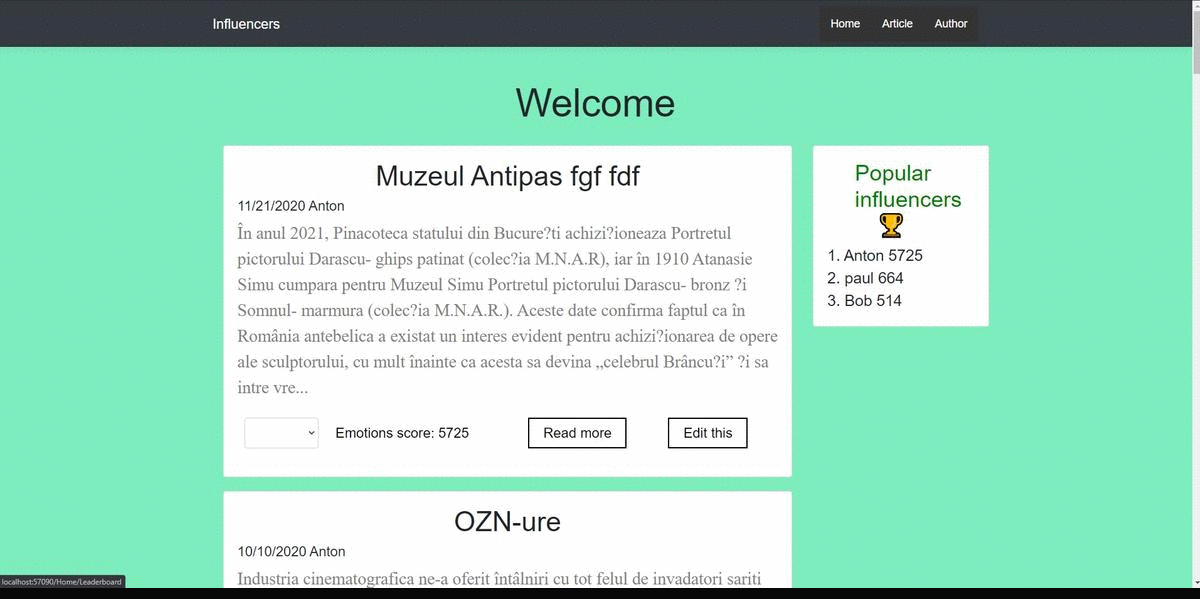 Influencers
Home Article Author
Welcome
Muzeul Antipas fgf fdf
11/21/2020 Anton
În anul 2021, Pinacoteca statului din Bucure?ti achizi?ioneaza Portretul
pictorului Darascu- ghips patinat (colec?ia M.N.A.R), iar în 1910 Atanasie
Simu cumpara pentru Muzeul Simu Portretul pictorului Darascu- bronz ?i
Somnul- marmura (colec?ia M.N.A.R.). Aceste date confirma faptul ca în
România antebelica a existat un interes evident pentru achizi?ionarea de opere
ale sculptorului, cu mult înainte ca acesta sa devina „celebrul Brâncu?i” ?i sa
intre vre...
Emotions score: 5725
Read more
Edit this
Popular
influencers
1. Anton 5725
2. paul 664
3. Bob 514
OZN-ure
10/10/2020 Anton
Industria cinematografica ne-a oferit întâlniri cu tot felul de invadatori sariti
localhost:57090/Home/Leaderboard